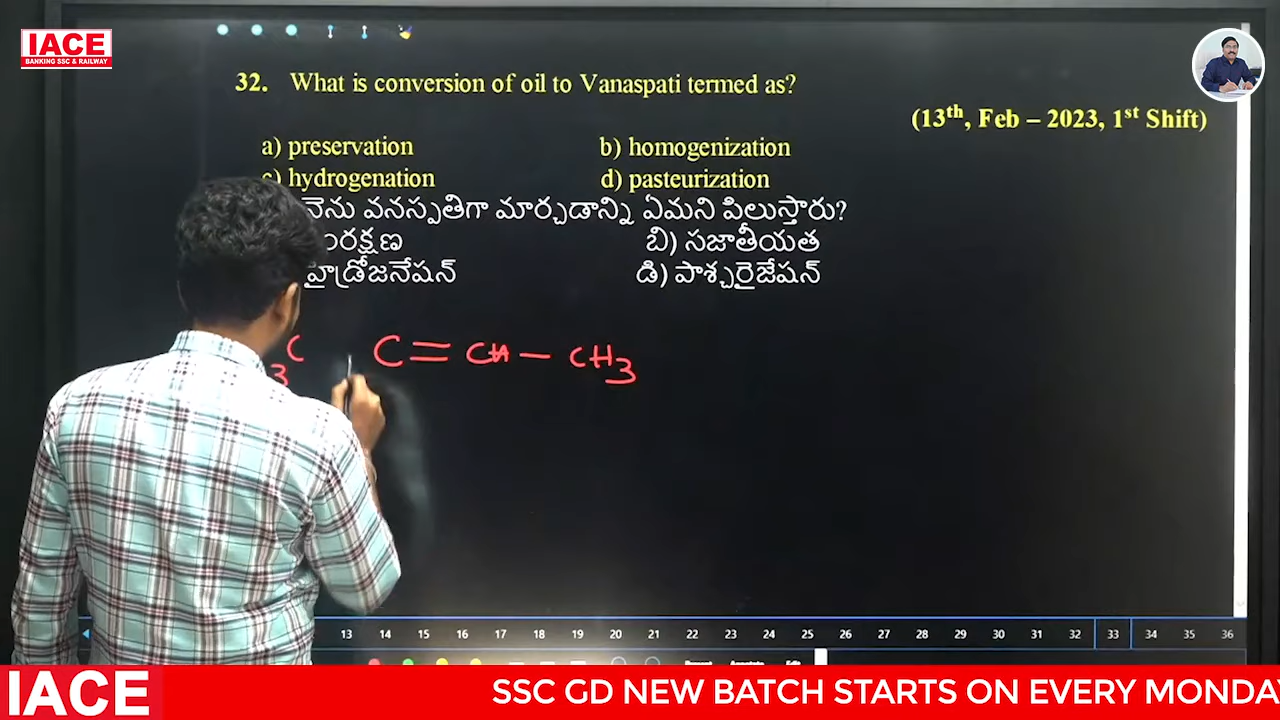 IACE
BANKING SSC & RAILWAY
32. What is conversion of oil to Vanaspati termed as?
(13th, Feb – 2023, 1st Shift)
a) preservation b) homogenization
c) hydrogenation d) pasteurization
వనస్పతిగా మార్చడాన్ని ఏమని పిలుస్తారు?
బి) సజాతీయత
హైడ్రోజనేషన్ డి) పాశ్చరైజేషన్
C C = CH — CH3
3
13 14 15 16 17 18 19 20 21 22 23 24 25 26 27 28 29 30 31 32 33 34 35 36
IACE SSC GD NEW BATCH STARTS ON EVERY MONDAY